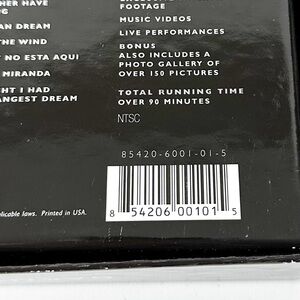 HER HAVE
FOOTAGE
MUSIC VIDEOS
AN DREAM
LIVE PERFORMANCES
THE WIND
BONUS
NO ESTA AQUI
ALSO INCLUDES A
PHOTO GALLERY OF
MIRANDA
OVER 150 PICTURES
HT I HAD
TOTAL RUNNING TIME
ANGEST DREAM
OVER 90 MINUTES
NTSC
85420-6001-01-5
licable laws. Printed in USA.
8 54206 00101 5